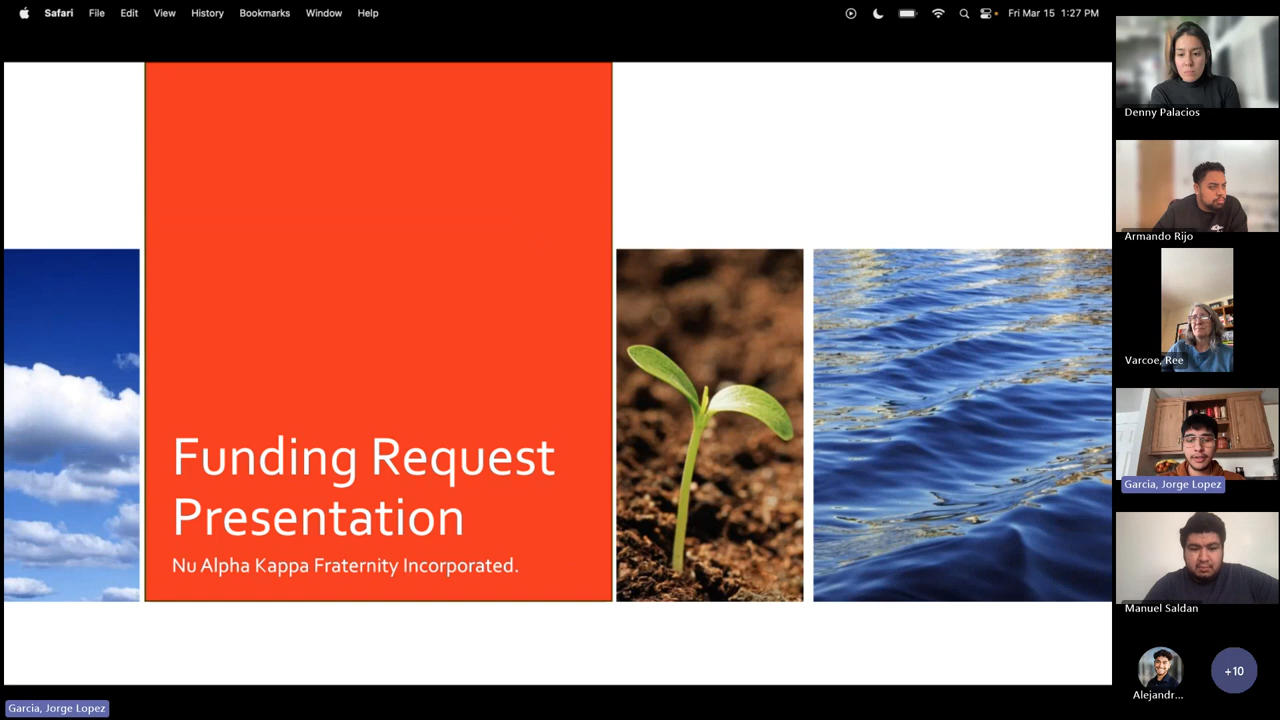 Safari File Edit View History Bookmarks Window Help Fri Mar 15 1:27 PM
Funding Request
Presentation
Nu Alpha Kappa Fraternity Incorporated.
Garcia, Jorge Lopez
Denny Palacios
Armando Rijo
Varcoe, Ree
Garcia, Jorge Lopez
Manuel Saldan
Alejandr...
+10